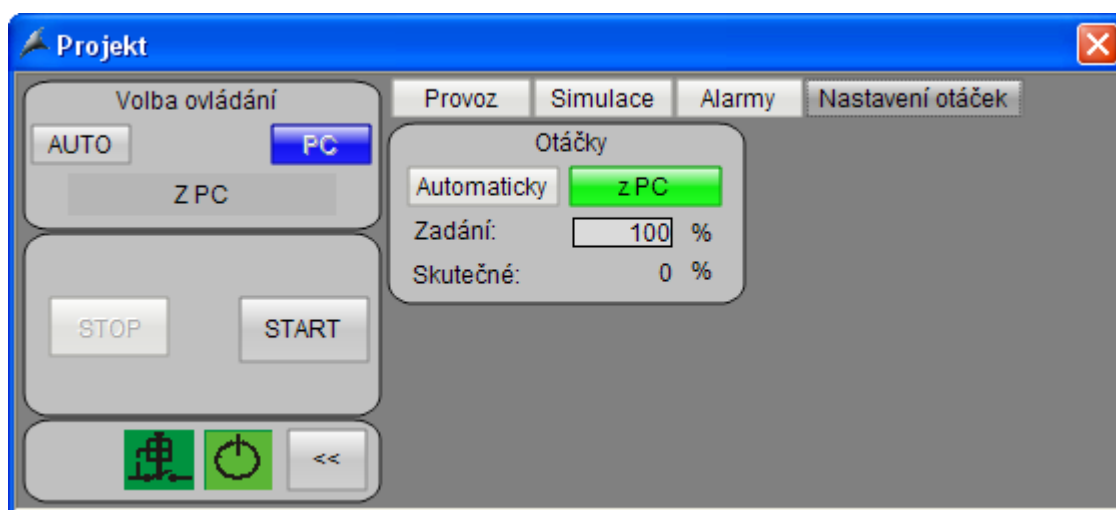 Projekt
Volba ovládání
AUTO PC
Z PC
STOP START
<<
Provoz Simulace Alarmy Nastavení otáček
Otáčky
Automaticky z PC
Zadání: 100 %
Skutečné: 0 %